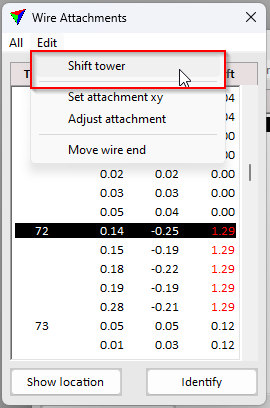 Wire Attachments
All Edit
T ft
Shift tower
Set attachment xy
Adjust attachment
Move wire end
04
04
00
0.02 0.02 0.00
0.03 0.03 0.00
0.05 0.04 0.00
72 0.14 -0.25 1.29
0.15 -0.19 1.29
0.18 -0.22 1.29
0.19 -0.19 1.29
0.28 -0.21 1.29
73 0.05 0.05 0.12
0.01 0.03 0.12
Show location Identify